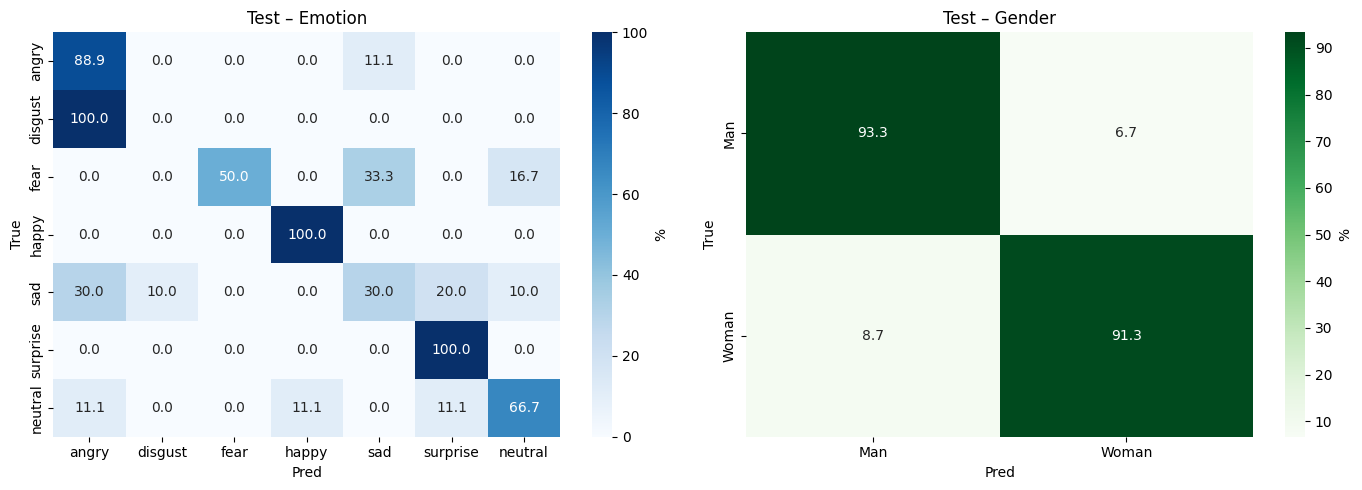 Test – Emotion
True
angry 88.9 0.0 0.0 0.0 11.1 0.0 0.0
disgust 100.0 0.0 0.0 0.0 0.0 0.0 0.0
fear 0.0 0.0 50.0 0.0 33.3 0.0 16.7
happy 0.0 0.0 0.0 100.0 0.0 0.0 0.0
sad 30.0 10.0 0.0 0.0 30.0 20.0 10.0
surprise 0.0 0.0 0.0 0.0 0.0 100.0 0.0
neutral 11.1 0.0 0.0 11.1 0.0 11.1 66.7
angry disgust fear happy sad surprise neutral
Pred
100
80
60
40
20
0
%
Test – Gender
True
Man 93.3 6.7
Woman 8.7 91.3
Man Woman
Pred
90
80
70
60
50
40
30
20
10
%